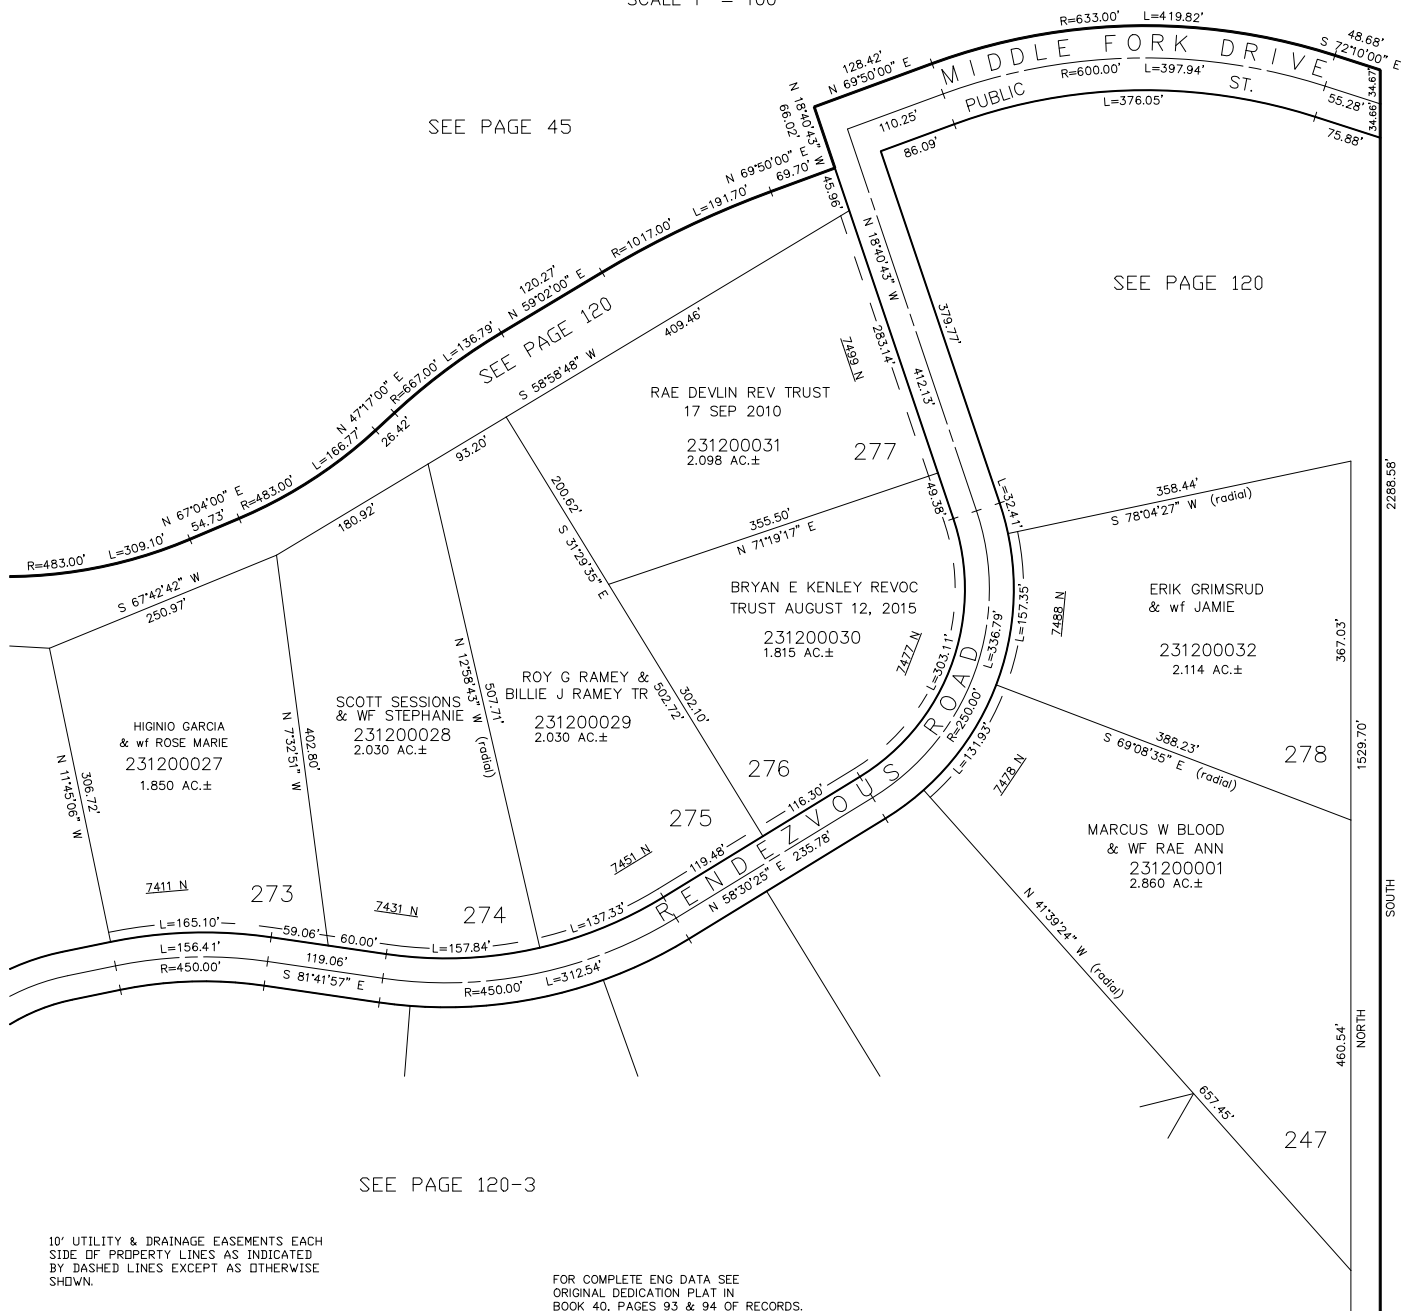 R=633.00' L=419.82'
48.68'
S 72°10'00" E
128.42'
N 69°50'00" E
MIDDLE FORK DRIVE
R=600.00' L=397.94'
PUBLIC ST.
L=376.05'
34.67'
55.28'
34.66'
75.88'
110.25'
86.09'
N 18°40'43" W
66.02'
SEE PAGE 45
N 69°50'00" E
69.70'
45.96'
L=191.70'
R=1017.00'
120.27'
N 59°02'00" E
SEE PAGE 120
L=136.79'
R=667.00'
N 47°17'00" E
26.42'
L=166.77'
R=483.00'
N 67°04'00" E
54.73'
L=309.10'
R=483.00'
S 58°58'48" W
409.46'
93.20'
180.92'
S 67°42'42" W
250.97'
N 18°40'43" W
283.14'
412.13'
379.77'
SEE PAGE 120
7499 N
RAE DEVLIN REV TRUST
17 SEP 2010
231200031
2.098 AC.±
277
200.62'
S 31°29'35" E
355.50'
N 71°19'17" E
49.38'
L=32.41'
358.44'
S 78°04'27" W (radial)
2288.58'
BRYAN E KENLEY REVOC
TRUST AUGUST 12, 2015
231200030
1.815 AC.±
7477 N
L=303.11'
L=336.79'
L=157.35'
7488 N
ERIK GRIMSRUD
& wf JAMIE
231200032
2.114 AC.±
367.03'
R=250.00'
L=131.93'
388.23'
S 69°08'35" E (radial)
278
1529.70'
7478 N
HIGINIO GARCIA
& wf ROSE MARIE
231200027
1.850 AC.±
306.72'
N 11°45'06" W
402.80'
N 7°32'51" W
SCOTT SESSIONS
& WF STEPHANIE
231200028
2.030 AC.±
N 12°58'43" W (radial)
507.71'
ROY G RAMEY &
BILLIE J RAMEY TR
231200029
2.030 AC.±
302.10'
502.72'
276
275
116.30'
119.48'
RENDEZVOUS ROAD
N 58°30'25" E 235.78'
7451 N
MARCUS W BLOOD
& WF RAE ANN
231200001
2.860 AC.±
7411 N
273
7431 N
274
L=165.10'
59.06'
60.00'
L=157.84'
L=137.33'
L=156.41'
119.06'
R=450.00'
S 81°41'57" E
R=450.00'
L=312.54'
N 41°39'24" W (radial)
657.45'
SOUTH
NORTH
460.54'
247
SEE PAGE 120-3
10' UTILITY & DRAINAGE EASEMENTS EACH
SIDE OF PROPERTY LINES AS INDICATED
BY DASHED LINES EXCEPT AS OTHERWISE
SHOWN.
FOR COMPLETE ENG DATA SEE
ORIGINAL DEDICATION PLAT IN
BOOK 40, PAGES 93 & 94 OF RECORDS.